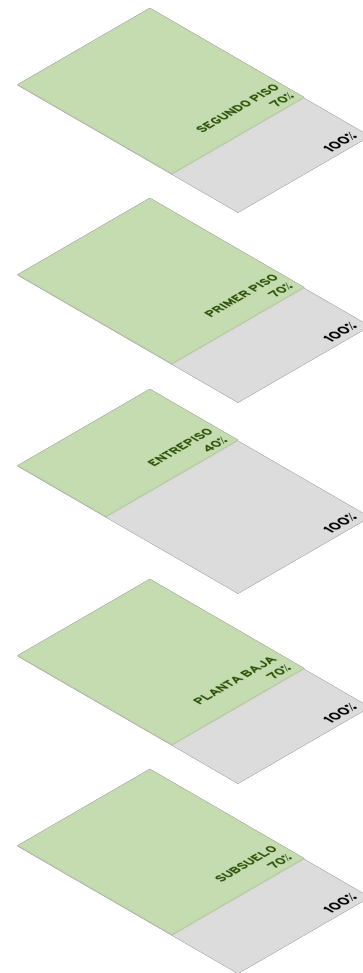 SEGUNDO PISO
70%
100%
PRIMER PISO
70%
100%
ENTREPISO
40%
100%
PLANTA BAJA
70%
100%
SUBSUELO
70%
100%